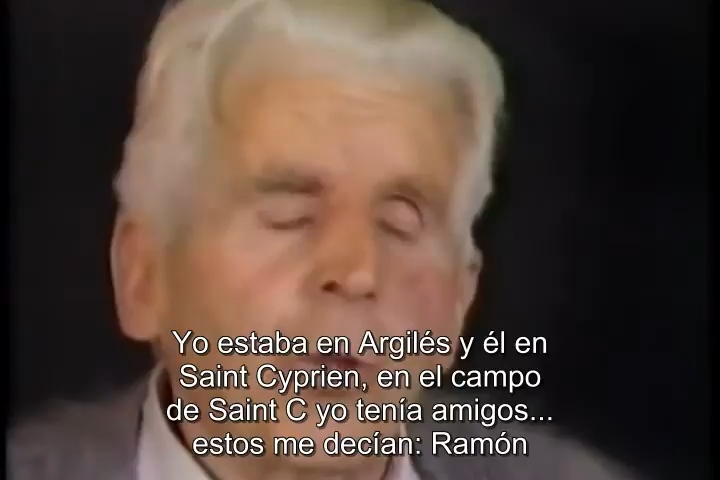 Yo estaba en Argilés y él en
Saint Cyprien, en el campo
de Saint C yo tenía amigos...
estos me decían: Ramón